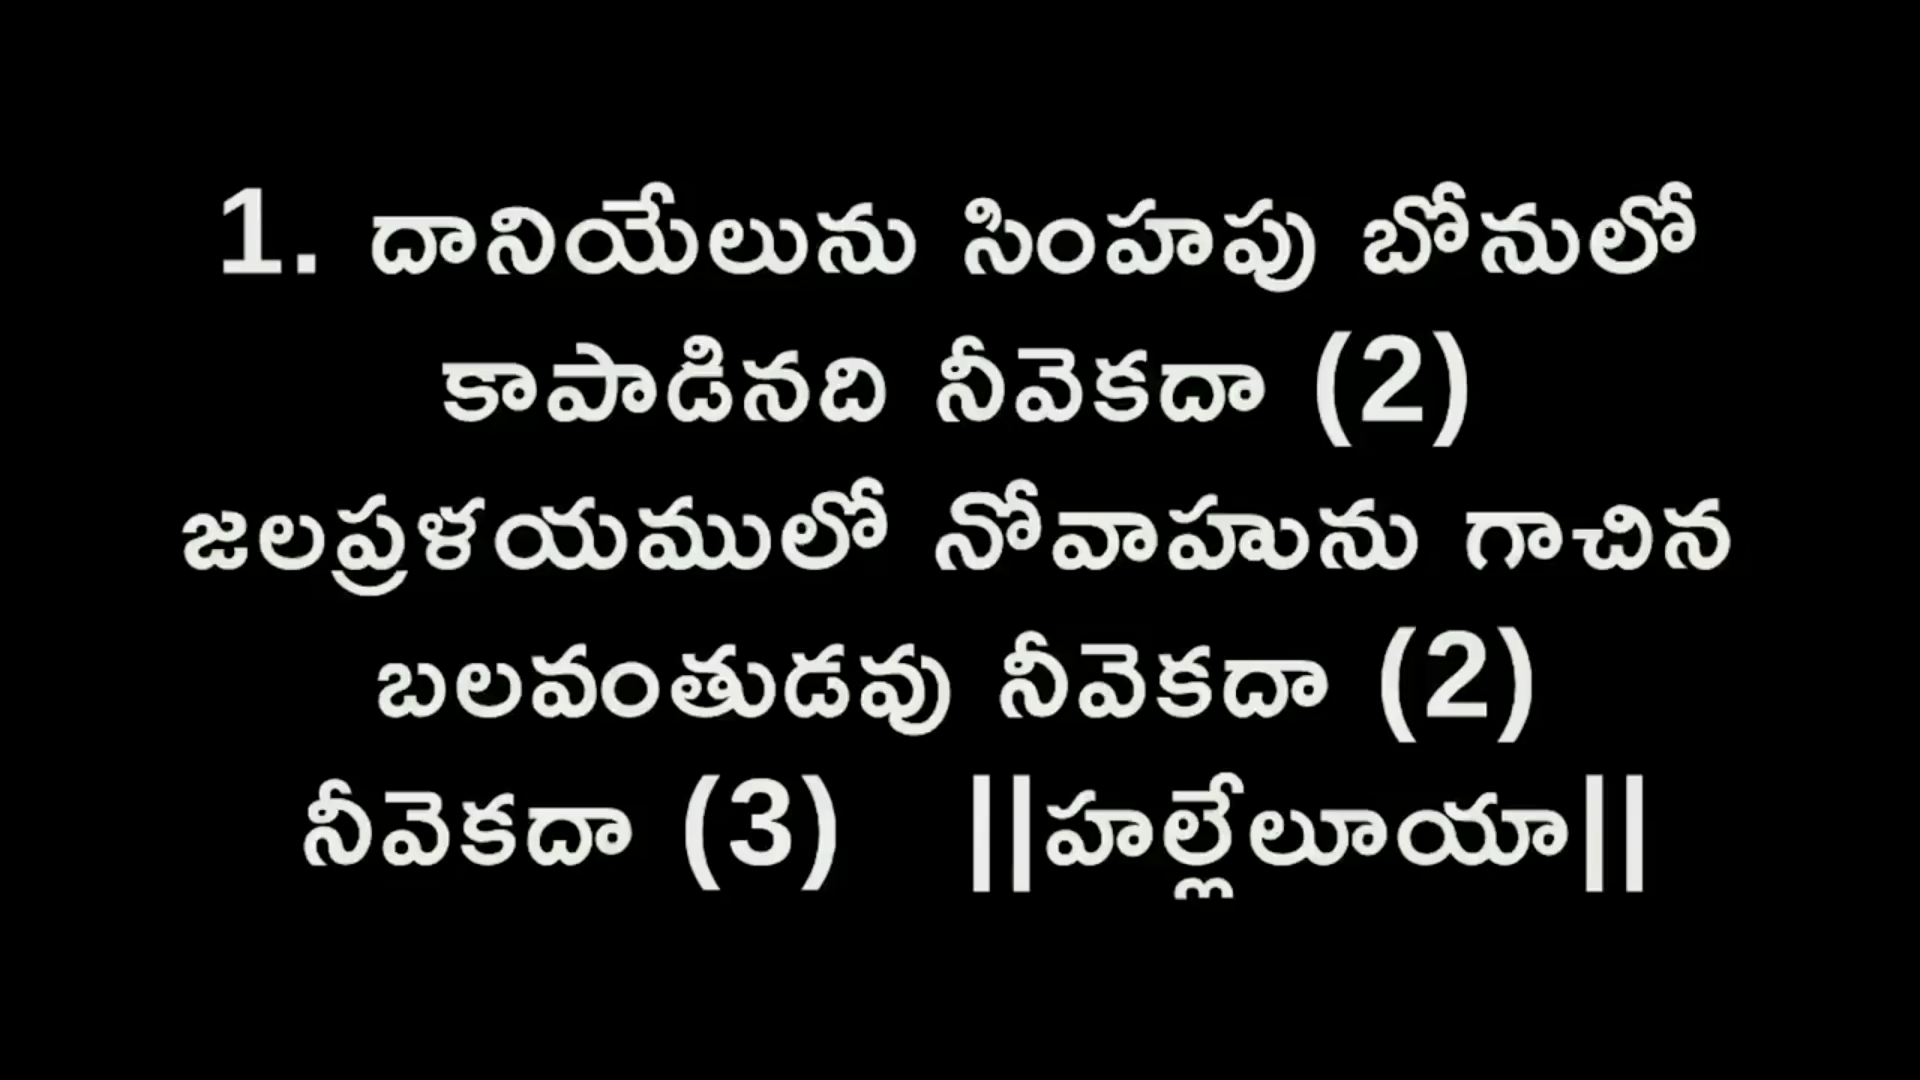 1. దానియేలును సింహపు బోనులో
కాపాడినది నీవెకదా (2)
జలప్రళయములో నోవాహును గాచిన
బలవంతుడవు నీవెకదా (2)
నీవెకదా (3) ||హల్లేలూయా||